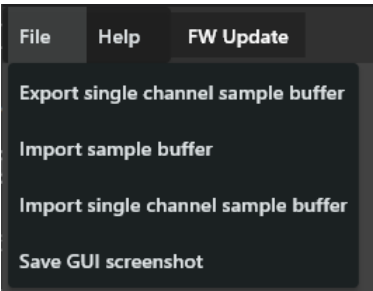 File Help FW Update
Export single channel sample buffer
Import sample buffer
Import single channel sample buffer
Save GUI screenshot